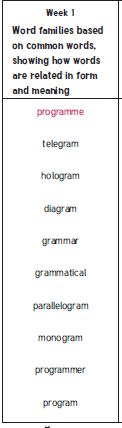 Week 1
Word families based
on common words,
showing how words
are related in form
and meaning
programme
telegram
hologram
diagram
grammar
grammatical
parallelogram
monogram
programmer
program